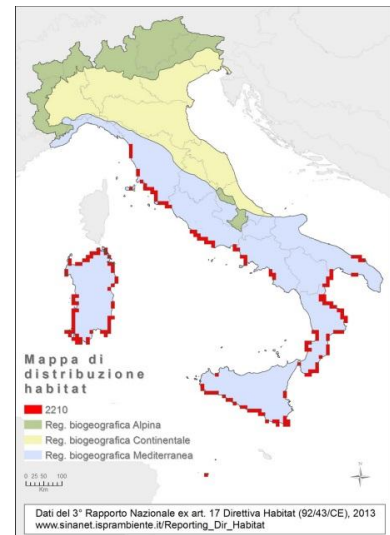 Mappa di
distribuzione
habitat
2210
Reg. biogeografica Alpina
Reg. biogeografica Continentale
Reg. biogeografica Mediterranea
0 25 50 100
Km
Dati del 3° Rapporto Nazionale ex art. 17 Direttiva Habitat (92/43/CE), 2013
www.sinanet.isprambiente.it/Reporting_Dir_Habitat